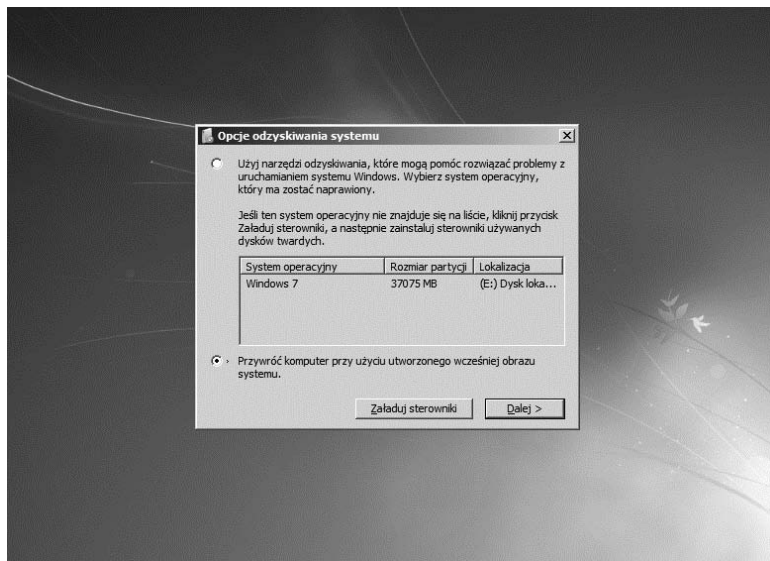 Opcje odzyskiwania systemu
Użyj narzędzi odzyskiwania, które mogą pomóc rozwiązać problemy z
uruchamianiem systemu Windows. Wybierz system operacyjny,
który ma zostać naprawiony.
Jeśli ten system operacyjny nie znajduje się na liście, kliknij przycisk
Załaduj sterowniki, a następnie zainstaluj sterowniki używanych
dysków twardych.
System operacyjny Rozmiar partycji Lokalizacja
Windows 7 37075 MB (E:) Dysk loka...
Przywróć komputer przy użyciu utworzonego wcześniej obrazu
systemu.
Załaduj sterowniki Dalej >